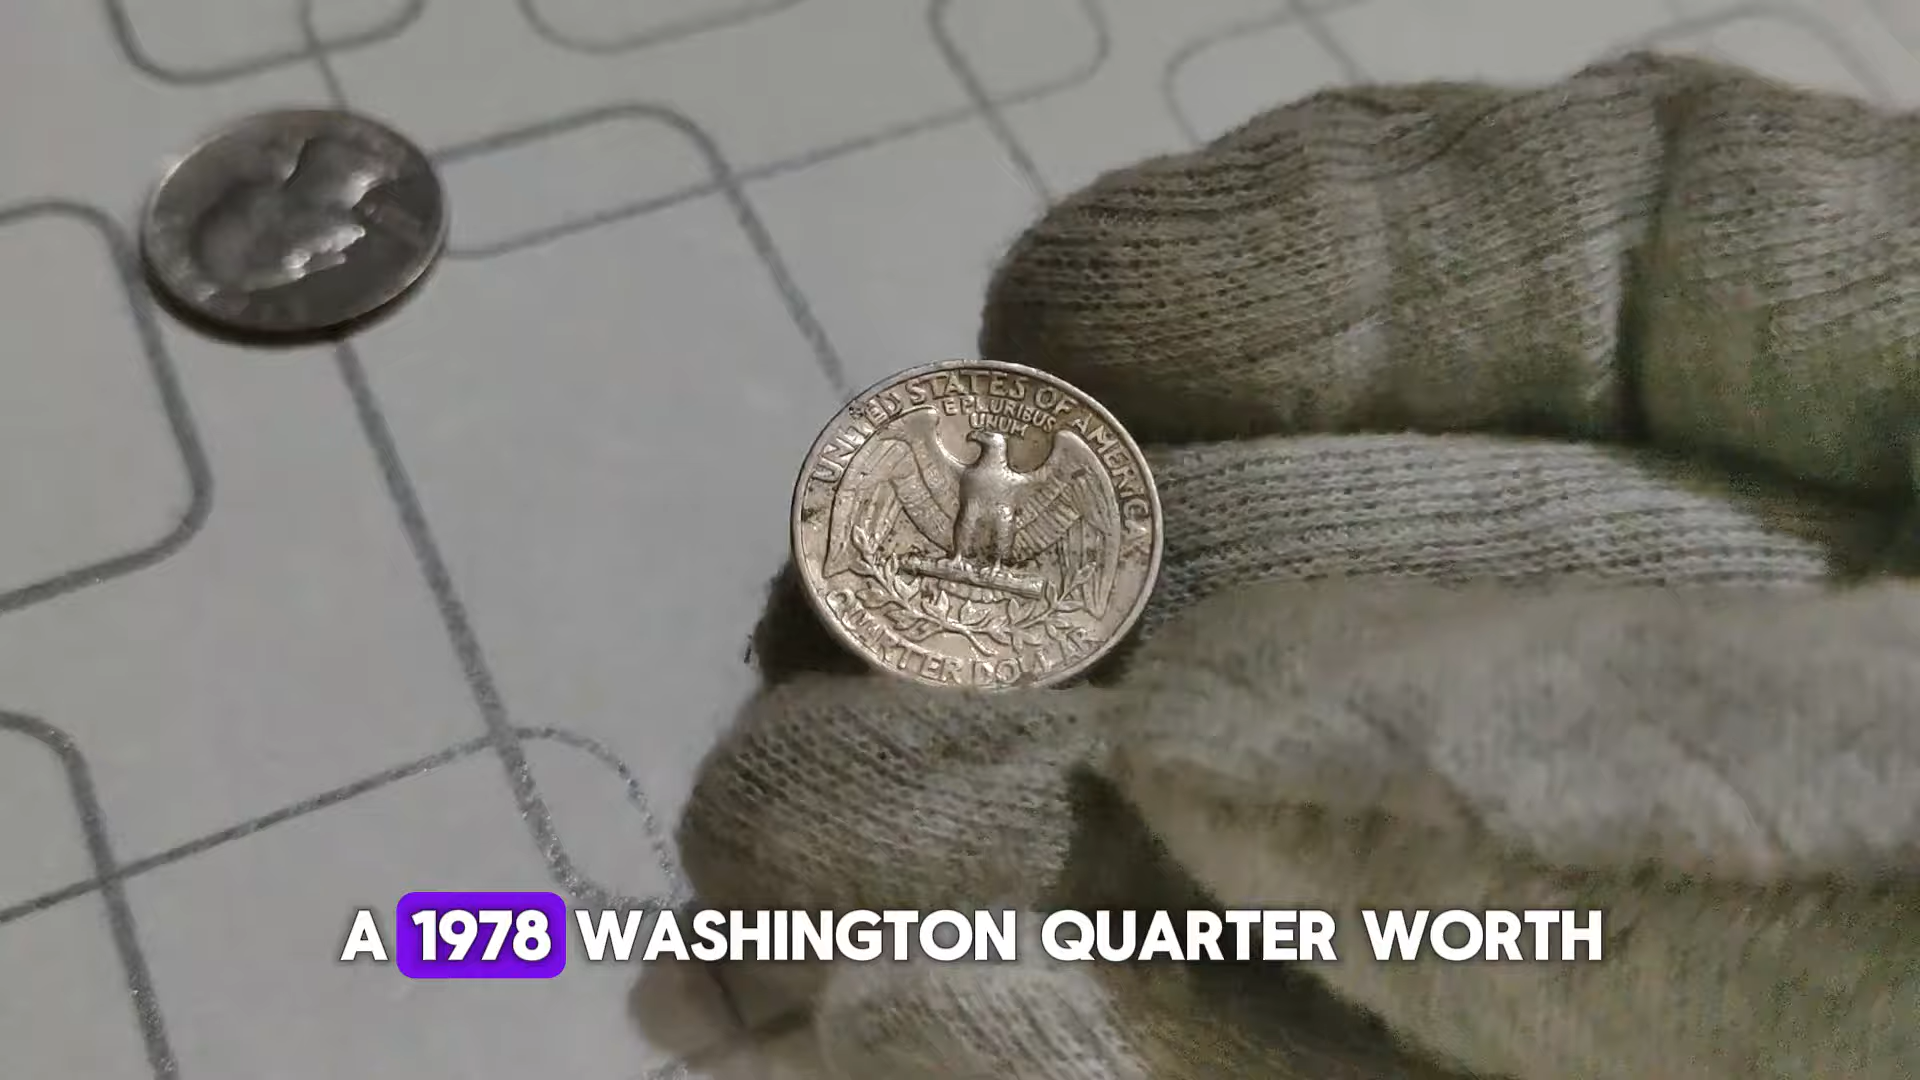 UNITED STATES OF AMERICA
E PLURIBUS
UNUM
QUARTER DOLLAR
A 1978 WASHINGTON QUARTER WORTH